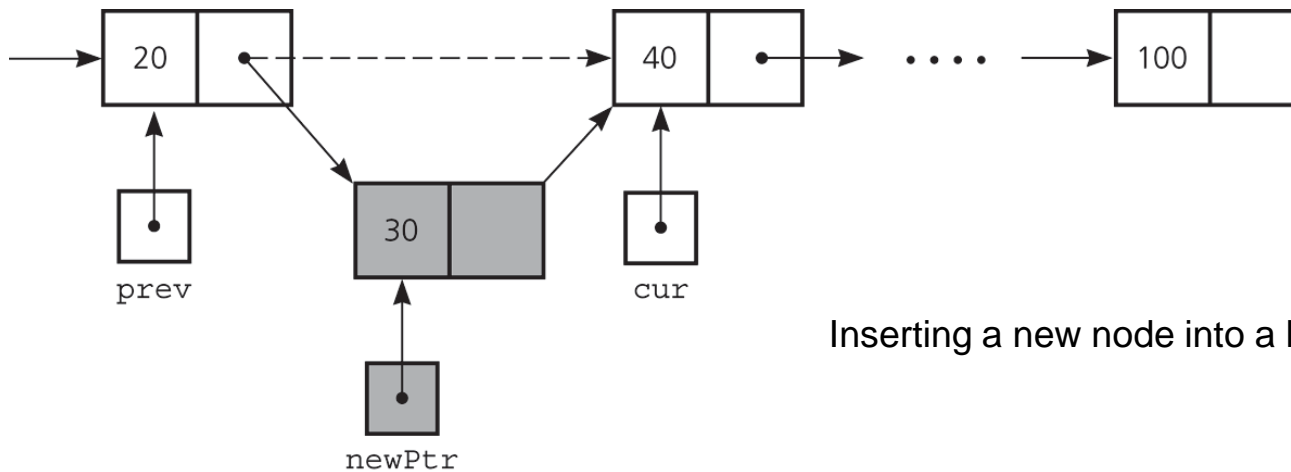 20 40 . . . . 100
30
prev cur
Inserting a new node into a
newPtr